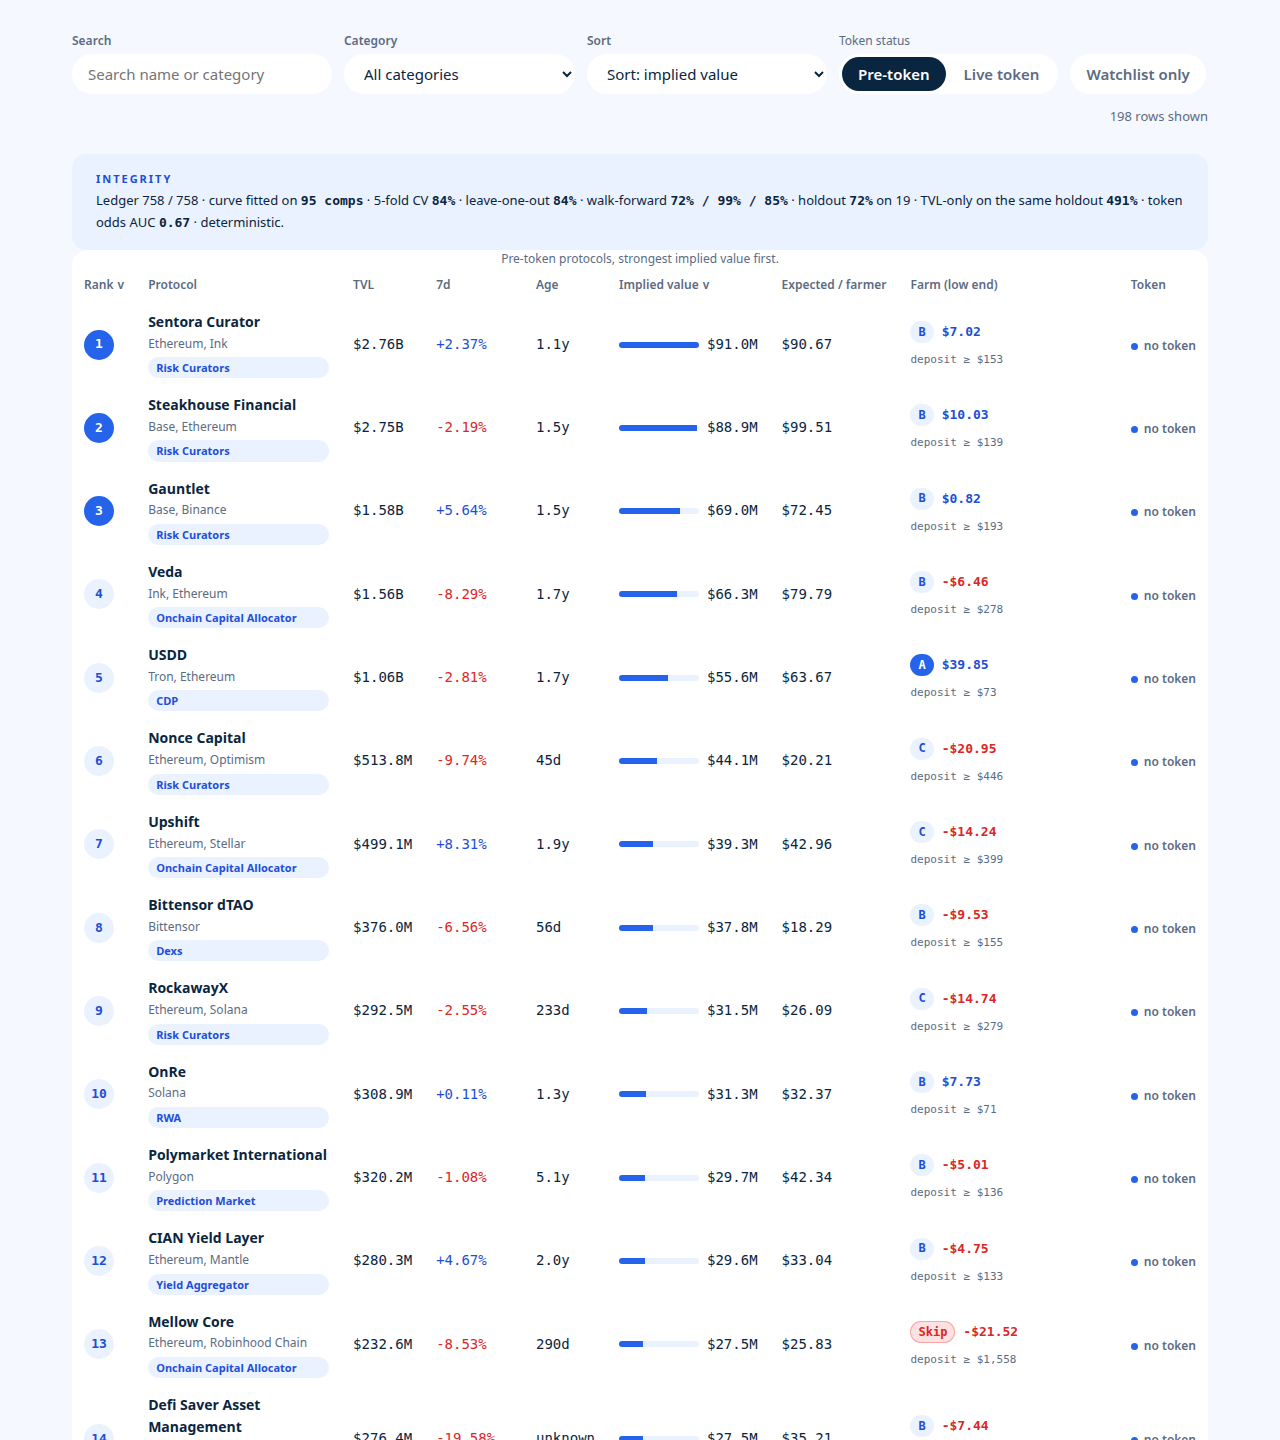 Search
Category
Sort
Token status
Search name or category
All categories
Sort: implied value
Pre-token
Live token
Watchlist only
198 rows shown
INTEGRITY
Ledger 758 / 758 · curve fitted on 95 comps · 5-fold CV 84% · leave-one-out 84% · walk-forward 72% / 99% / 85% · holdout 72% on 19 · TVL-only on the same holdout 491% · token
odds AUC 0.67 · deterministic.
Pre-token protocols, strongest implied value first.
Rank v Protocol TVL 7d Age Implied value v Expected / farmer Farm (low end) Token
Sentora Curator
Ethereum, Ink
Risk Curators
1 $2.76B +2.37% 1.1y $91.0M $90.67 B $7.02 no token
deposit ≥ $153
Steakhouse Financial
Base, Ethereum
Risk Curators
2 $2.75B -2.19% 1.5y $88.9M $99.51 B $10.03 no token
deposit ≥ $139
Gauntlet
Base, Binance
Risk Curators
3 $1.58B +5.64% 1.5y $69.0M $72.45 B $0.82 no token
deposit ≥ $193
Veda
Ink, Ethereum
Onchain Capital Allocator
4 $1.56B -8.29% 1.7y $66.3M $79.79 B -$6.46 no token
deposit ≥ $278
USDD
Tron, Ethereum
CDP
5 $1.06B -2.81% 1.7y $55.6M $63.67 A $39.85 no token
deposit ≥ $73
Nonce Capital
Ethereum, Optimism
Risk Curators
6 $513.8M -9.74% 45d $44.1M $20.21 C -$20.95 no token
deposit ≥ $446
Upshift
Ethereum, Stellar
Onchain Capital Allocator
7 $499.1M +8.31% 1.9y $39.3M $42.96 C -$14.24 no token
deposit ≥ $399
Bittensor dTAO
Bittensor
Dexs
8 $376.0M -6.56% 56d $37.8M $18.29 B -$9.53 no token
deposit ≥ $155
RockawayX
Ethereum, Solana
Risk Curators
9 $292.5M -2.55% 233d $31.5M $26.09 C -$14.74 no token
deposit ≥ $279
OnRe
Solana
RWA
10 $308.9M +0.11% 1.3y $31.3M $32.37 B $7.73 no token
deposit ≥ $71
Polymarket International
Polygon
Prediction Market
11 $320.2M -1.08% 5.1y $29.7M $42.34 B -$5.01 no token
deposit ≥ $136
CIAN Yield Layer
Ethereum, Mantle
Yield Aggregator
12 $280.3M +4.67% 2.0y $29.6M $33.04 B -$4.75 no token
deposit ≥ $133
Mellow Core
Ethereum, Robinhood Chain
Onchain Capital Allocator
13 $232.6M -8.53% 290d $27.5M $25.83 Skip -$21.52 no token
deposit ≥ $1,558
Defi Saver Asset
Management
14 $276.4M -19.58% unknown $27.5M $35.21 B -$7.44 no token